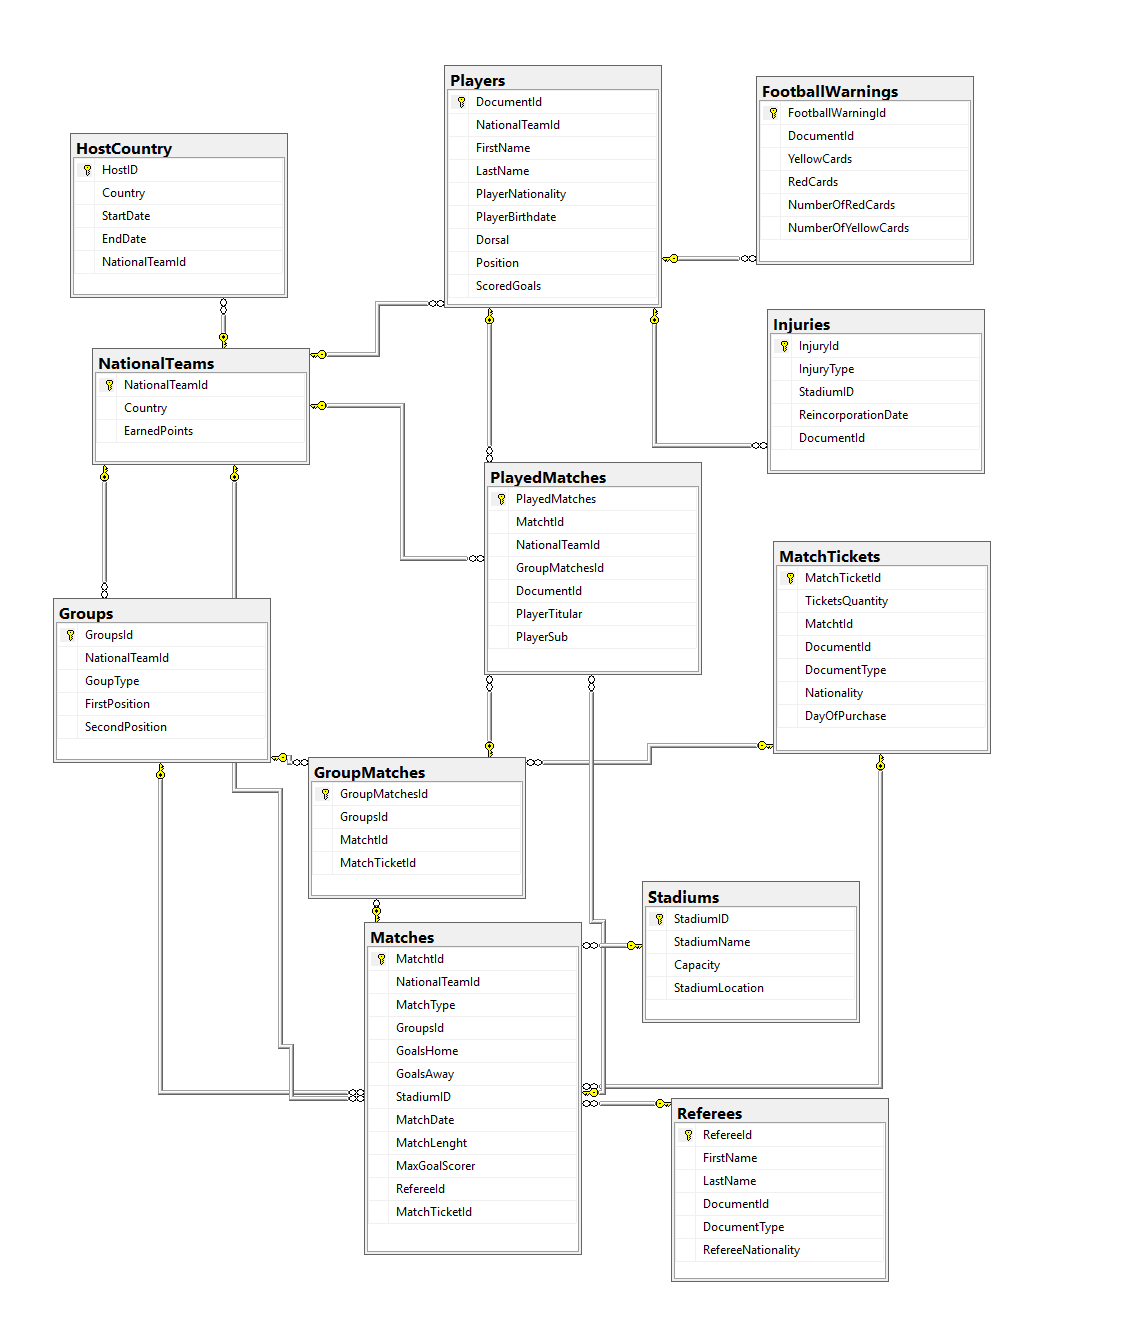 Players
DocumentId
NationalTeamId
FirstName
LastName
PlayerNationality
PlayerBirthdate
Dorsal
Position
ScoredGoals
FootballWarnings
FootballWarningId
DocumentId
YellowCards
RedCards
NumberOfRedCards
NumberOfYellowCards
HostCountry
HostID
Country
StartDate
EndDate
NationalTeamId
Injuries
InjuryId
InjuryType
StadiumID
ReincorporationDate
DocumentId
NationalTeams
NationalTeamId
Country
EarnedPoints
PlayedMatches
PlayedMatches
MatchtId
NationalTeamId
GroupMatchesId
DocumentId
PlayerTitular
PlayerSub
MatchTickets
MatchTicketId
TicketsQuantity
MatchtId
DocumentId
DocumentType
Nationality
DayOfPurchase
Groups
GroupsId
NationalTeamId
GoupType
FirstPosition
SecondPosition
GroupMatches
GroupMatchesId
GroupsId
MatchtId
MatchTicketId
Stadiums
StadiumID
StadiumName
Capacity
StadiumLocation
Matches
MatchtId
NationalTeamId
MatchType
GroupsId
GoalsHome
GoalsAway
StadiumID
MatchDate
MatchLenght
MaxGoalScorer
RefereeId
MatchTicketId
Referees
RefereeId
FirstName
LastName
DocumentId
DocumentType
RefereeNationality